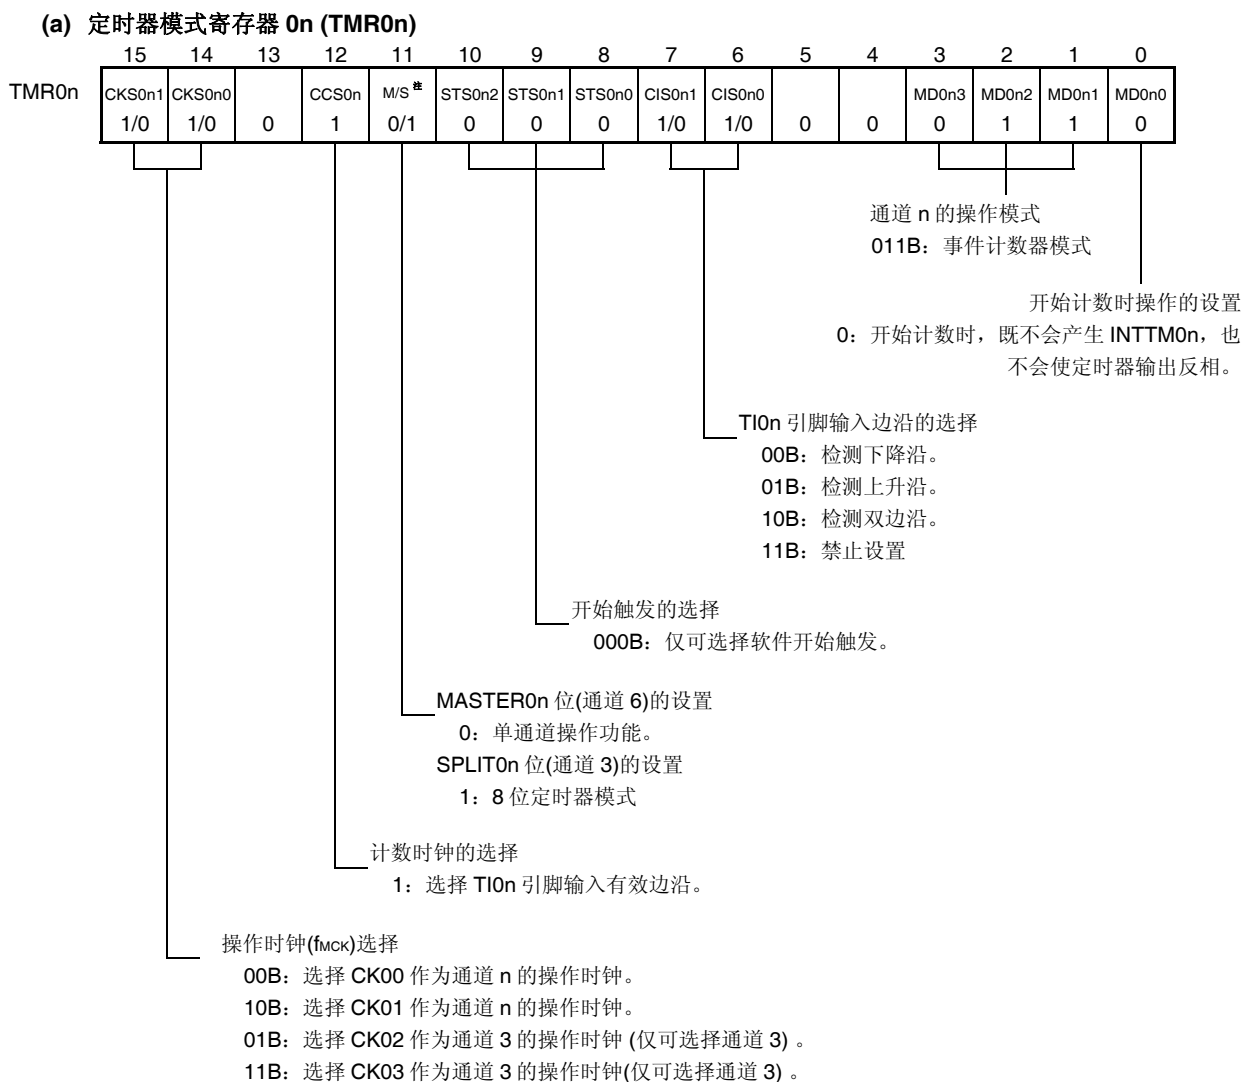 (a) 定时器模式寄存器 0n (TMR0n)
15 14 13 12 11 10 9 8 7 6 5 4 3 2 1 0
TMR0n CKS0n1 CKS0n0 CCS0n M/S 注 STS0n2 STS0n1 STS0n0 CIS0n1 CIS0n0 MD0n3 MD0n2 MD0n1 MD0n0
1/0 1/0 0 1 0/1 0 0 0 1/0 1/0 0 0 0 1 1 0
通道 n 的操作模式
011B：事件计数器模式
开始计数时操作的设置
0：开始计数时，既不会产生 INTTM0n，也
不会使定时器输出反相。
TI0n 引脚输入边沿的选择
00B：检测下降沿。
01B：检测上升沿。
10B：检测双边沿。
11B：禁止设置
开始触发的选择
000B：仅可选择软件开始触发。
MASTER0n 位(通道 6)的设置
0：单通道操作功能。
SPLIT0n 位(通道 3)的设置
1：8 位定时器模式
计数时钟的选择
1：选择 TI0n 引脚输入有效边沿。
操作时钟(fMCK)选择
00B：选择 CK00 作为通道 n 的操作时钟。
10B：选择 CK01 作为通道 n 的操作时钟。
01B：选择 CK02 作为通道 3 的操作时钟 (仅可选择通道 3) 。
11B：选择 CK03 作为通道 3 的操作时钟(仅可选择通道 3) 。